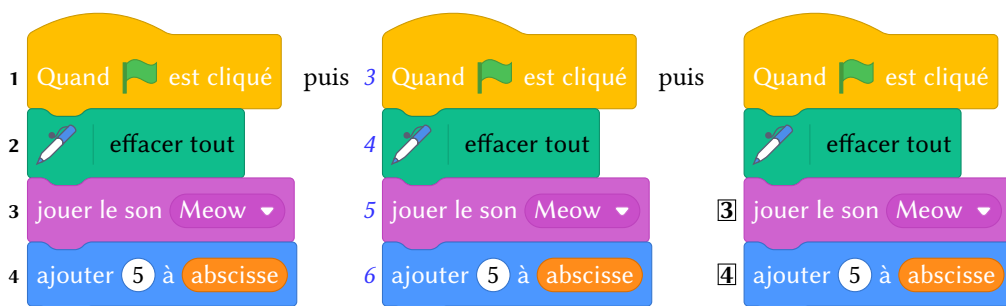 1 Quand est cliqué puis 3 Quand est cliqué puis Quand est cliqué
2 effacer tout 4 effacer tout effacer tout
3 jouer le son Meow 5 jouer le son Meow 3 jouer le son Meow
4 ajouter 5 à abscisse 6 ajouter 5 à abscisse 4 ajouter 5 à abscisse